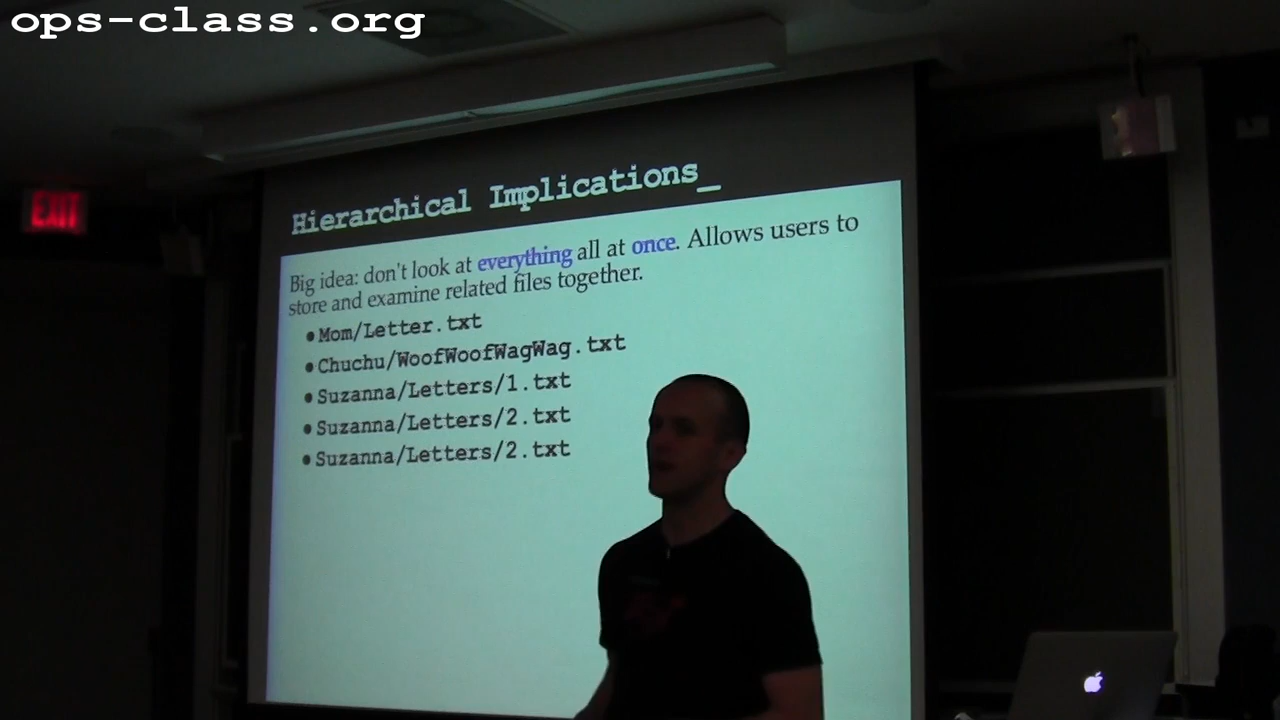 ops-class.org
EXIT
Hierarchical Implications_
Big idea: don't look at everything all at once. Allows users to
store and examine related files together.
Mom/Letter.txt
Chuchu/WoofWoofWagWag.txt
Suzanna/Letters/1.txt
Suzanna/Letters/2.txt
Suzanna/Letters/2.txt